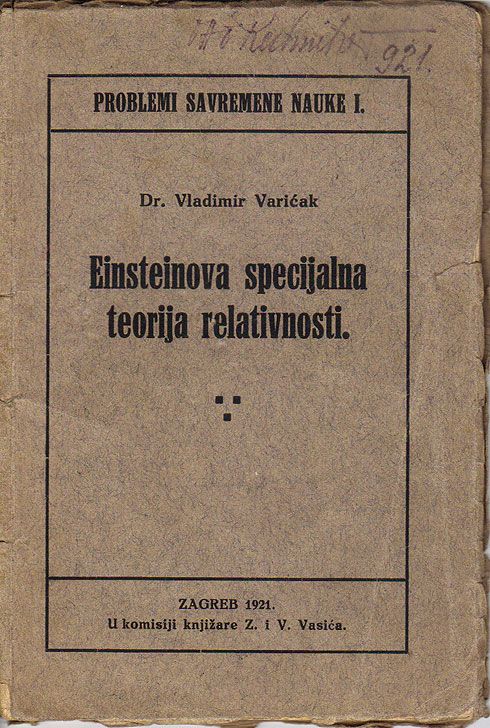 921.
PROBLEMI SAVREMENE NAUKE I.
Dr. Vladimir Varićak
Einsteinova specijalna
teorija relativnosti.
ZAGREB 1921.
U komisiji knjižare Z. i V. Vasića.